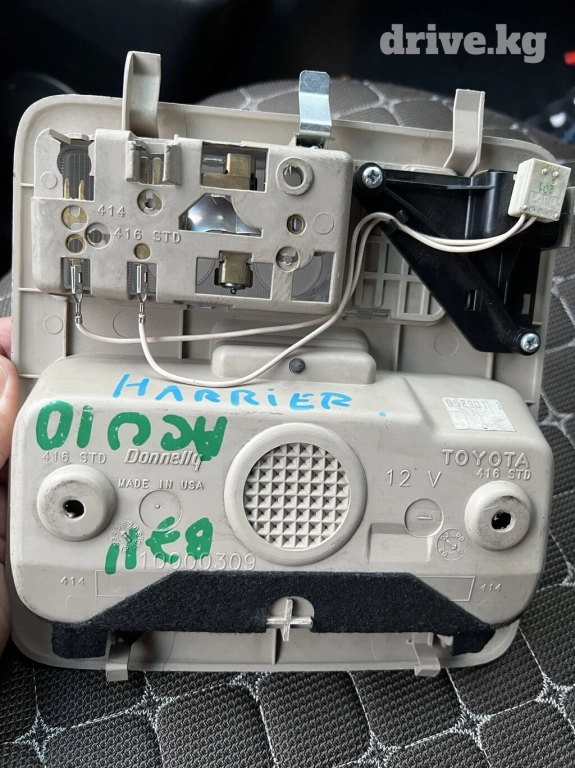 drive.kg
414
416 STD
HARRIER.
ACU10
416 STD
Donnelly
MADE IN USA
12 V
TOYOTA
416 STD
10000309
414
414